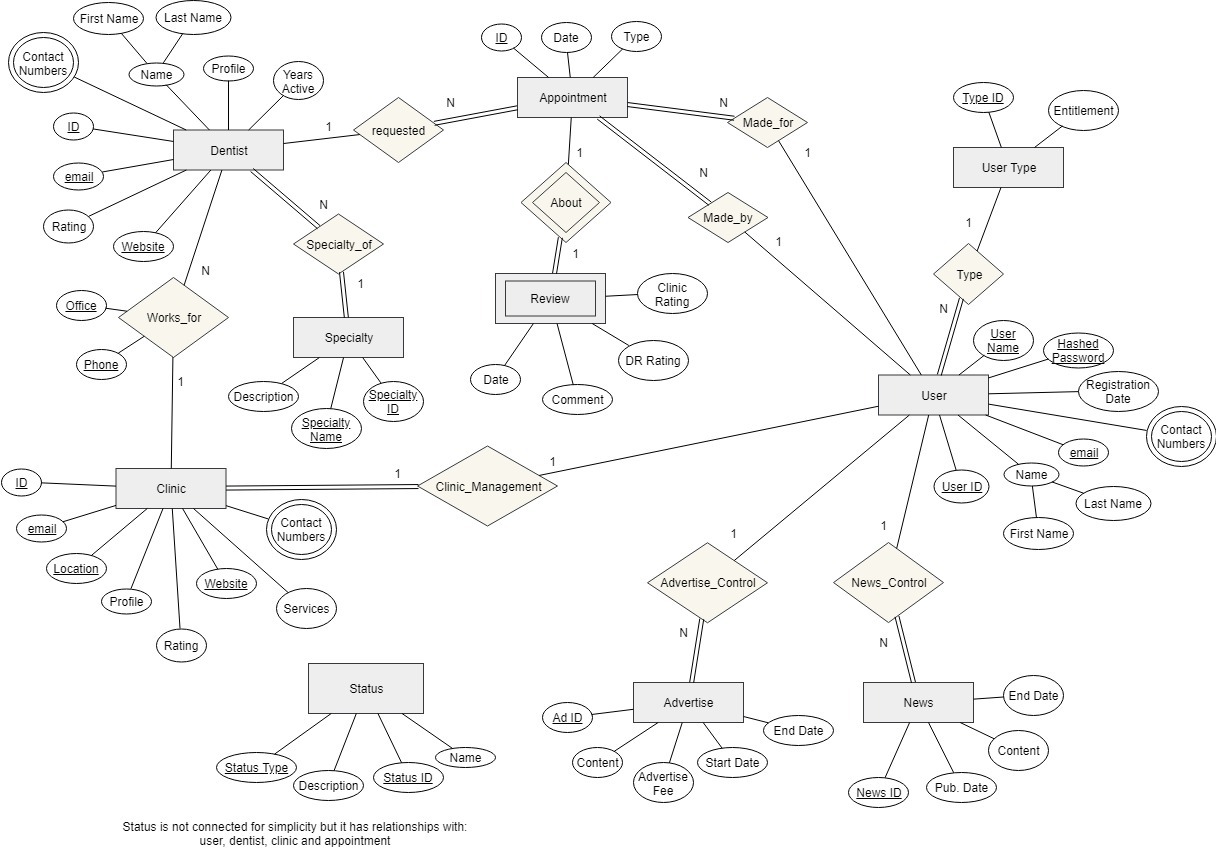 First Name
Last Name
Contact
Numbers
Name
Profile
Years
Active
ID
Date
Type
Appointment
Type ID
Entitlement
ID
Dentist
1
requested
N
N
Made_for
1
User Type
email
Rating
Website
N
Specialty_of
1
About
N
Made_by
1
1
N
1
Type
N
1
Review
Clinic
Rating
Office
Works_for
Phone
1
Specialty
Description
Specialty
Name
Specialty
ID
Date
Comment
DR Rating
User
Name
Hashed
Password
User
Registration
Date
Contact
Numbers
email
Name
Last Name
First Name
User ID
ID
Clinic
1
Clinic_Management
1
email
Location
Profile
Rating
Website
Services
Contact
Numbers
1
Advertise_Control
N
1
News_Control
N
Status
Status Type
Description
Status ID
Name
Advertise
Ad ID
Content
Advertise
Fee
Start Date
End Date
News
End Date
Content
News ID
Pub. Date
Status is not connected for simplicity but it has relationships with:
user, dentist, clinic and appointment